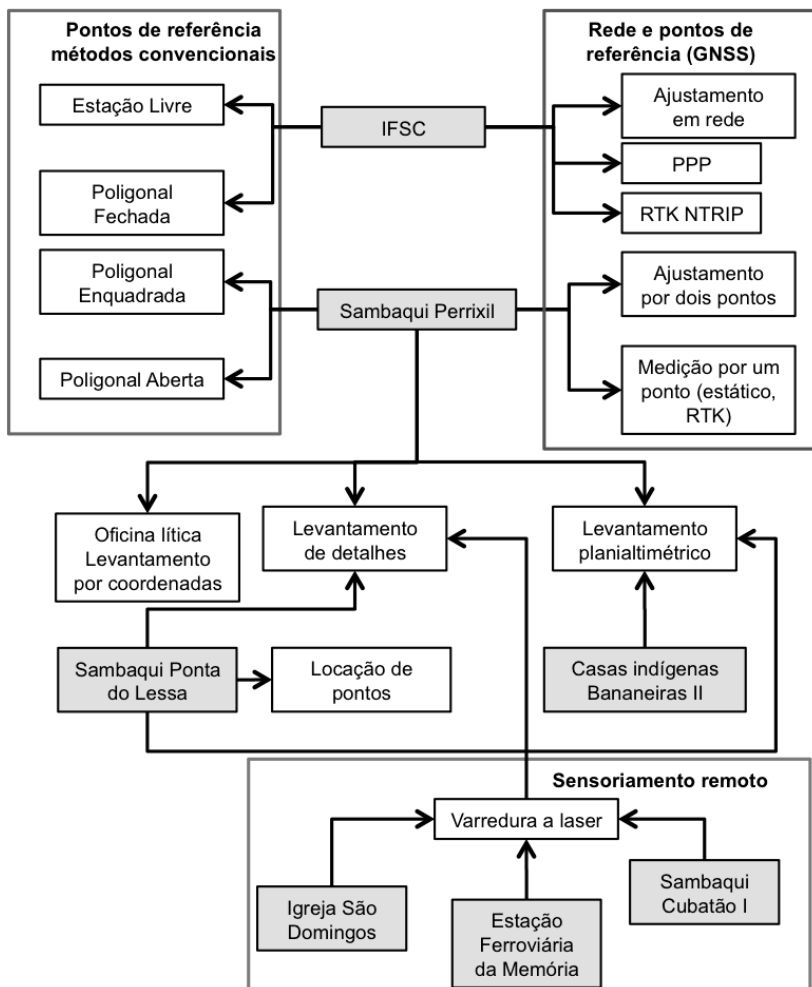 Pontos de referência
métodos convencionais
Rede e pontos de
referência (GNSS)
Estação Livre
IFSC
Ajustamento
em rede
PPP
Poligonal
Fechada
RTK NTRIP
Poligonal
Enquadrada
Ajustamento
por dois pontos
Sambaqui Perrixil
Poligonal Aberta
Medição por um
ponto (estático,
RTK)
Oficina lítica
Levantamento
por coordenadas
Levantamento
de detalhes
Levantamento
planialtimétrico
Sambaqui Ponta
do Lessa
Locação de
pontos
Casas indígenas
Bananeiras II
Sensoriamento remoto
Varredura a laser
Igreja São
Domingos
Estação
Ferroviária
da Memória
Sambaqui
Cubatão I